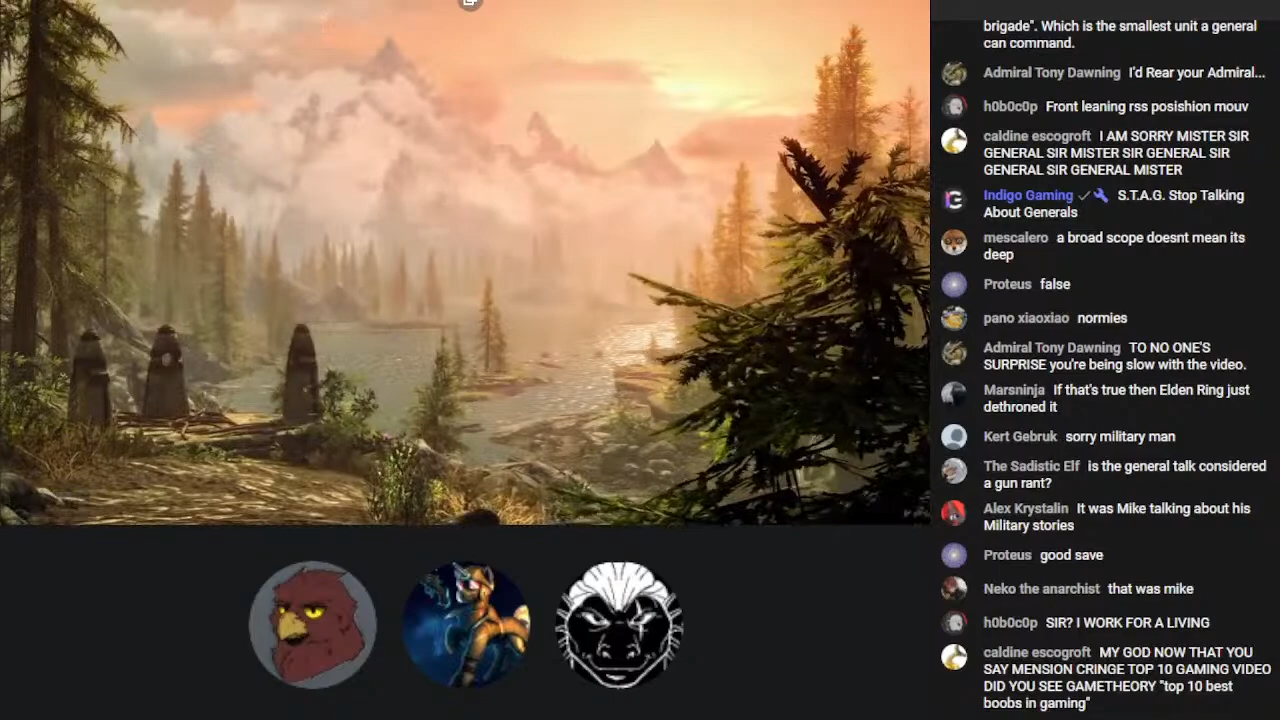 brigade". Which is the smallest unit a general
can command.
Admiral Tony Dawning I'd Rear your Admiral...
h0b0c0p Front leaning rss posishion mouv
caldine escogroft I AM SORRY MISTER SIR
GENERAL SIR MISTER SIR GENERAL SIR
GENERAL SIR GENERAL MISTER
Indigo Gaming S.T.A.G. Stop Talking
About Generals
mescalero a broad scope doesnt mean its
deep
Proteus false
pano xiaoxiao normies
Admiral Tony Dawning TO NO ONE'S
SURPRISE you're being slow with the video.
Marsninja If that's true then Elden Ring just
dethroned it
Kert Gebruk sorry military man
The Sadistic Elf is the general talk considered
a gun rant?
Alex Krystalin It was Mike talking about his
Military stories
Proteus good save
Neko the anarchist that was mike
h0b0c0p SIR? I WORK FOR A LIVING
caldine escogroft MY GOD NOW THAT YOU
SAY MENSION CRINGE TOP 10 GAMING VIDEO
DID YOU SEE GAMETHEORY "top 10 best
boobs in gaming"